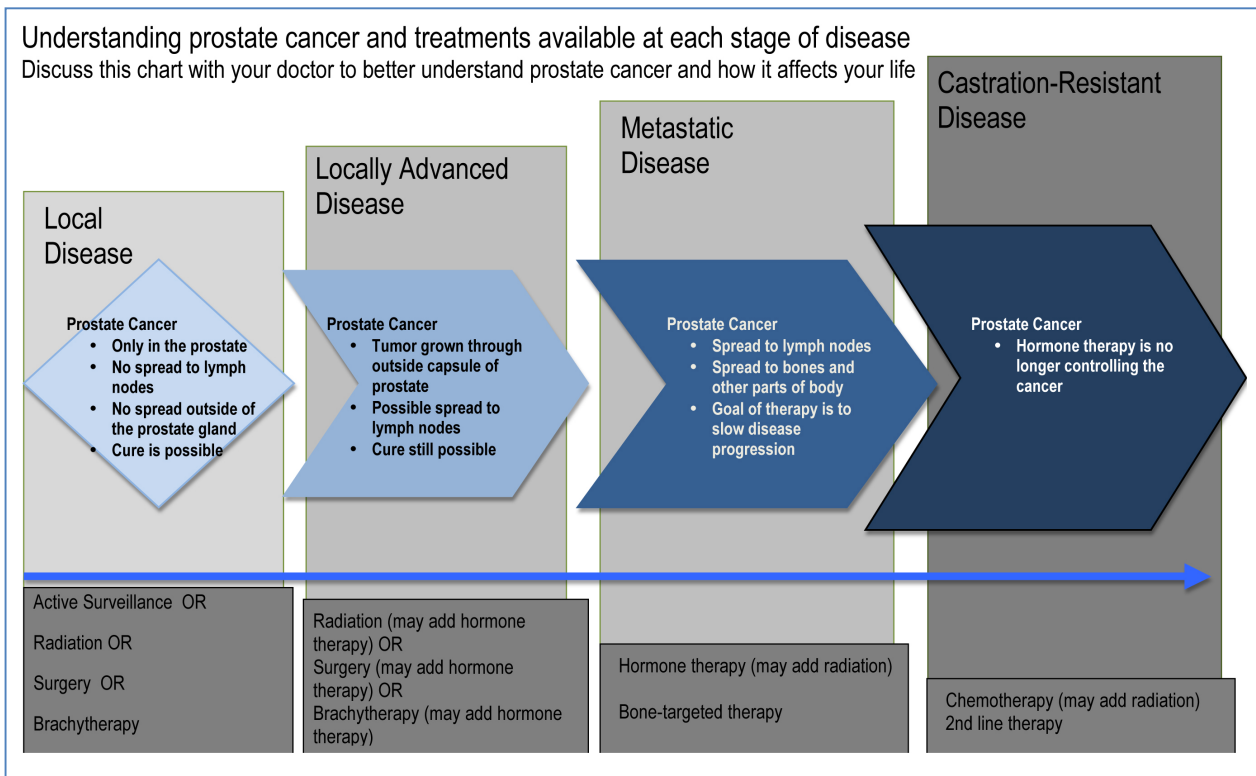 Understanding prostate cancer and treatments available at each stage of disease
Discuss this chart with your doctor to better understand prostate cancer and how it affects your life
Local
Disease
Prostate Cancer
• Only in the prostate
• No spread to lymph
nodes
• No spread outside of
the prostate gland
• Cure is possible
Active Surveillance OR
Radiation OR
Surgery OR
Brachytherapy
Locally Advanced
Disease
Prostate Cancer
• Tumor grown through
outside capsule of
prostate
• Possible spread to
lymph nodes
• Cure still possible
Radiation (may add hormone
therapy) OR
Surgery (may add hormone
therapy) OR
Brachytherapy (may add hormone
therapy)
Metastatic
Disease
Prostate Cancer
• Spread to lymph nodes
• Spread to bones and
other parts of body
• Goal of therapy is to
slow disease
progression
Hormone therapy (may add radiation)
Bone-targeted therapy
Castration-Resistant
Disease
Prostate Cancer
• Hormone therapy is no
longer controlling the
cancer
Chemotherapy (may add radiation)
2nd line therapy